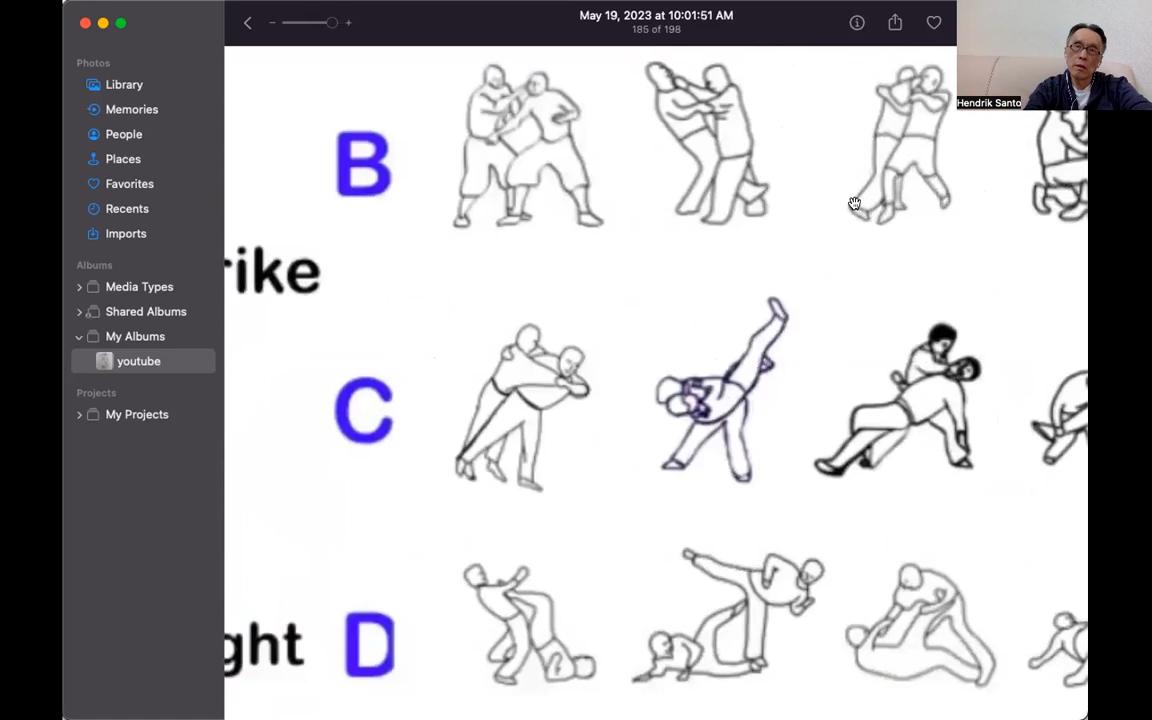 May 19, 2023 at 10:01:51 AM
185 of 198
Photos
Library
Memories
People
Places
Favorites
Recents
Imports
Albums
Media Types
Shared Albums
My Albums
youtube
Projects
My Projects
Hendrik Santo
B
rike
C
ght D